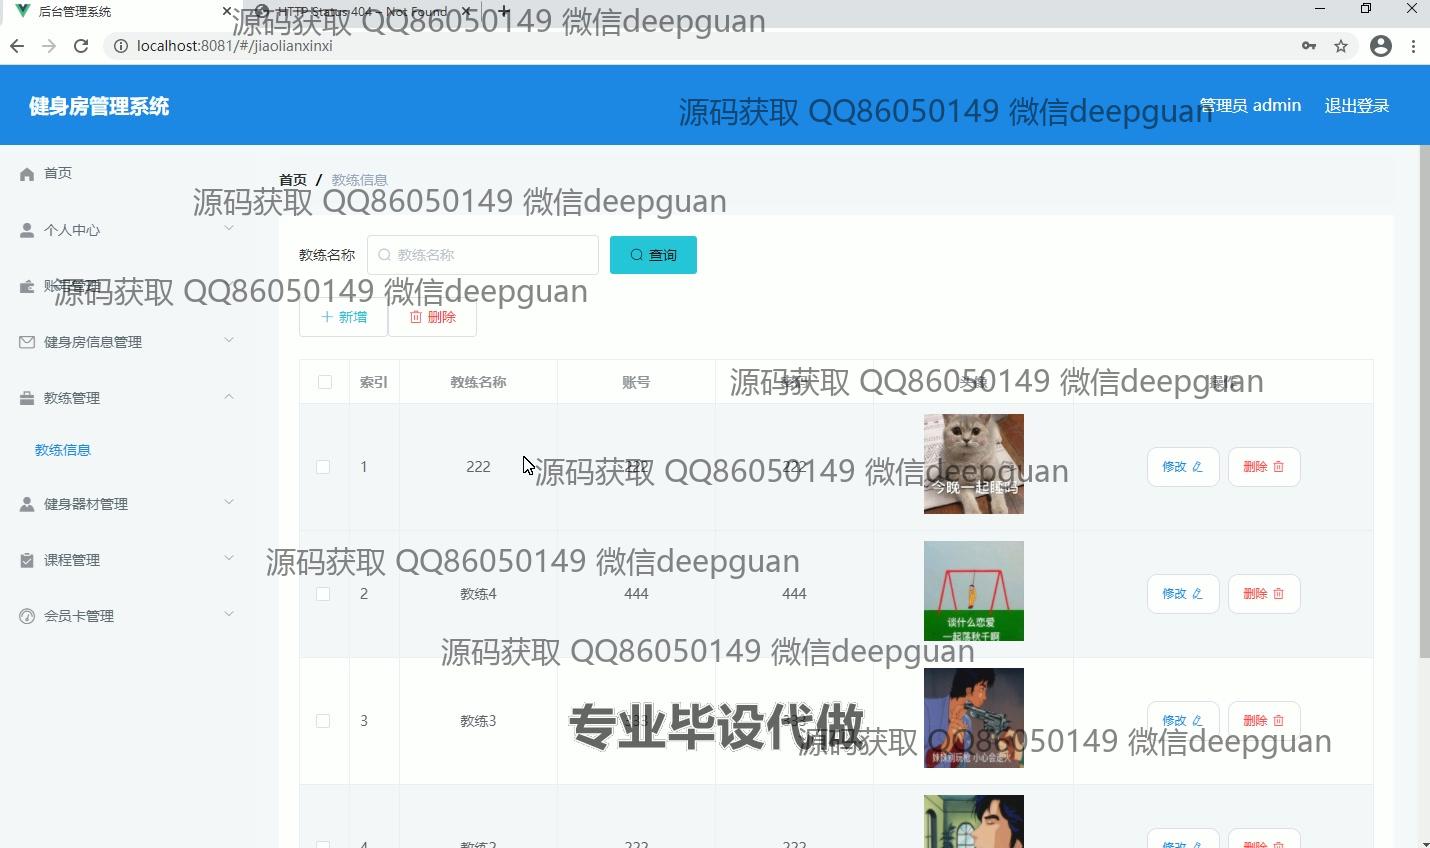 后台管理系统
HTTP Status 404 – Not Found
源码获取 QQ86050149 微信deepguan
localhost:8081/#/jiaolianxinxi
健身房管理系统
源码获取 QQ86050149 微信deepguan
管理员 admin
退出登录
首页
首页 / 教练信息
源码获取 QQ86050149 微信deepguan
个人中心
教练名称
教练名称
查询
源码获取 QQ86050149 微信deepguan
新增
删除
健身房信息管理
索引 教练名称 账号
源码获取 QQ86050149 微信deepguan
教练管理
教练信息
1 222 222 222 修改 删除
源码获取 QQ86050149 微信deepguan
今晚一起睡吗
健身器材管理
源码获取 QQ86050149 微信deepguan
课程管理
2 教练4 444 444 修改 删除
谈什么恋爱
一起荡秋千啊
会员卡管理
源码获取 QQ86050149 微信deepguan
3 教练3 333 333 修改 删除
专业毕设代做
源码获取 QQ86050149 微信deepguan
妹妹别玩枪 小心会走火
4 教练2 222 222 修改 删除